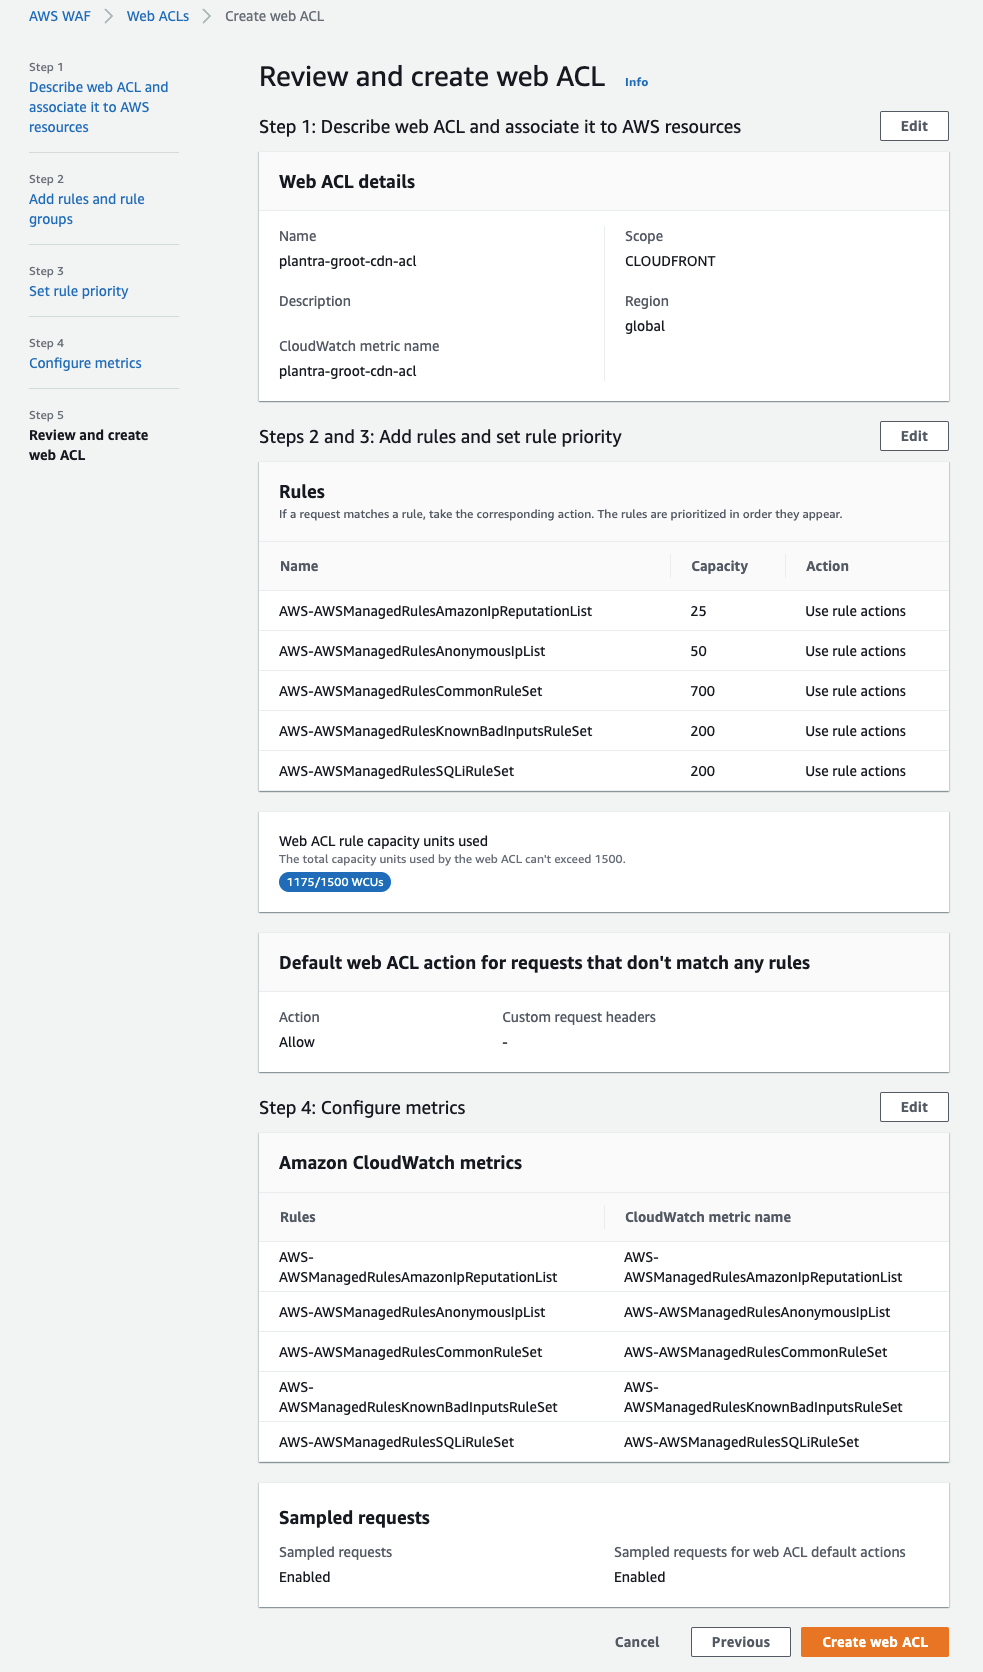 AWS WAF > Web ACLs > Create web ACL
Step 1
Describe web ACL and
associate it to AWS
resources
Step 2
Add rules and rule
groups
Step 3
Set rule priority
Step 4
Configure metrics
Step 5
Review and create
web ACL
Review and create web ACL Info
Step 1: Describe web ACL and associate it to AWS resources Edit
Web ACL details
Name
plantra-groot-cdn-acl
Description
CloudWatch metric name
plantra-groot-cdn-acl
Scope
CLOUDFRONT
Region
global
Steps 2 and 3: Add rules and set rule priority Edit
Rules
If a request matches a rule, take the corresponding action. The rules are prioritized in order they appear.
Name Capacity Action
AWS-AWSManagedRulesAmazonIpReputationList 25 Use rule actions
AWS-AWSManagedRulesAnonymousIpList 50 Use rule actions
AWS-AWSManagedRulesCommonRuleSet 700 Use rule actions
AWS-AWSManagedRulesKnownBadInputsRuleSet 200 Use rule actions
AWS-AWSManagedRulesSQLiRuleSet 200 Use rule actions
Web ACL rule capacity units used
The total capacity units used by the web ACL can't exceed 1500.
1175/1500 WCUs
Default web ACL action for requests that don't match any rules
Action Custom request headers
Allow -
Step 4: Configure metrics Edit
Amazon CloudWatch metrics
Rules CloudWatch metric name
AWS- AWS-
AWSManagedRulesAmazonIpReputationList AWSManagedRulesAmazonIpReputationList
AWS-AWSManagedRulesAnonymousIpList AWS-AWSManagedRulesAnonymousIpList
AWS-AWSManagedRulesCommonRuleSet AWS-AWSManagedRulesCommonRuleSet
AWS- AWS-
AWSManagedRulesKnownBadInputsRuleSet AWSManagedRulesKnownBadInputsRuleSet
AWS-AWSManagedRulesSQLiRuleSet AWS-AWSManagedRulesSQLiRuleSet
Sampled requests
Sampled requests Sampled requests for web ACL default actions
Enabled Enabled
Cancel Previous Create web ACL